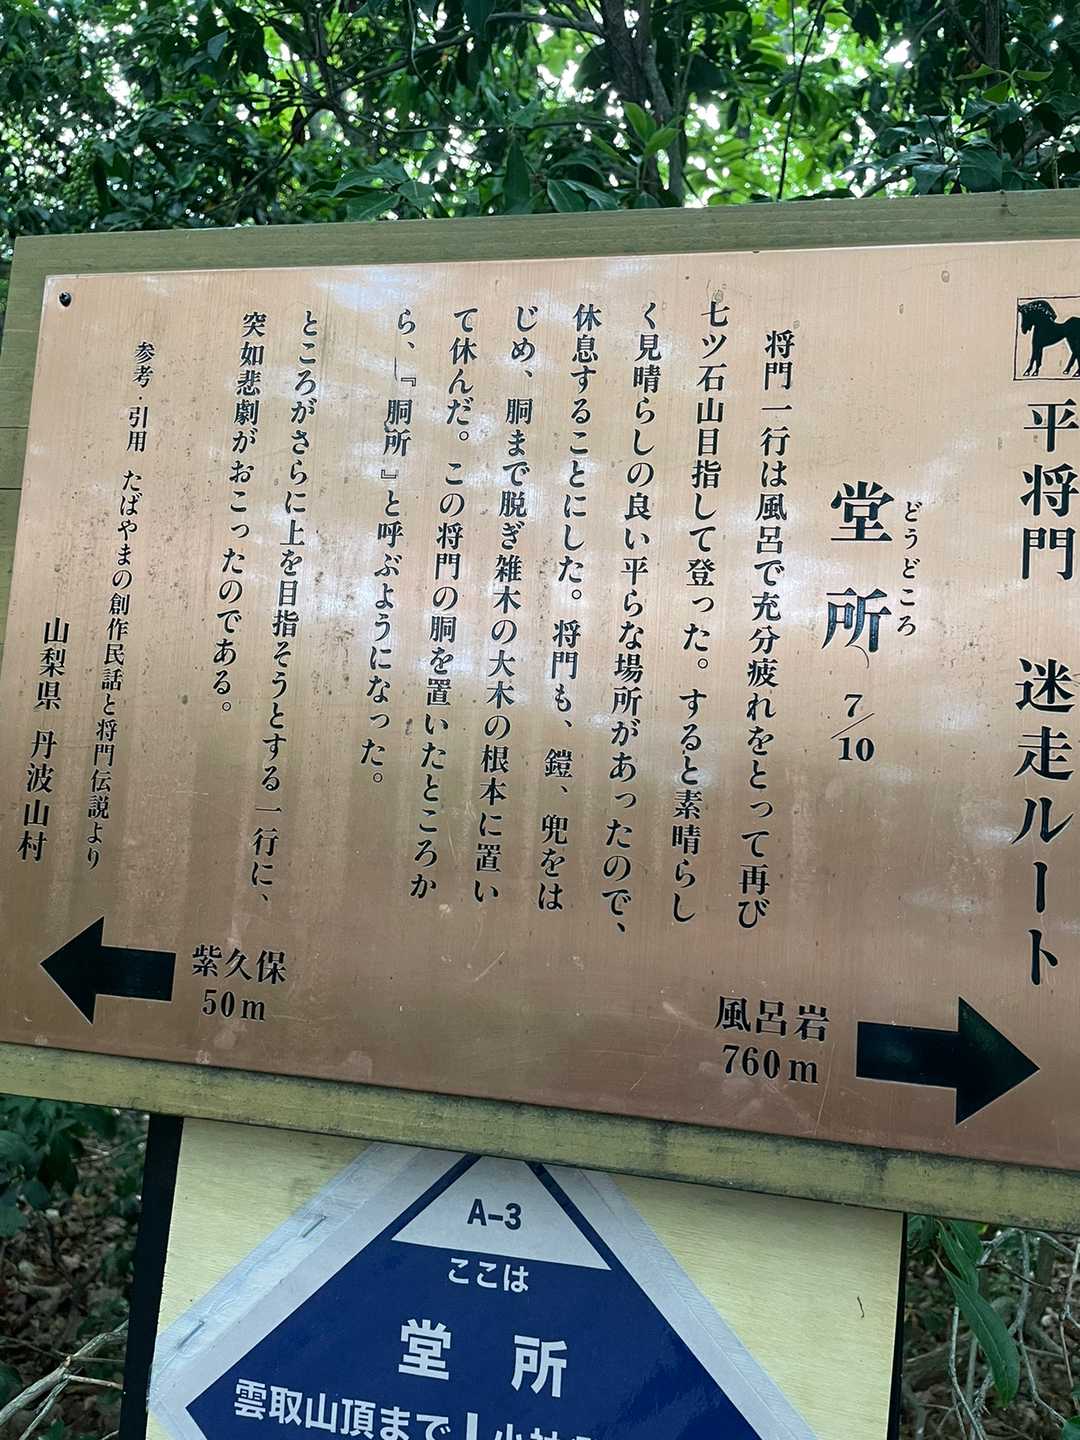 平将門 迷走ルート
どうどころ
堂所 7/10
将門一行は風呂で充分疲れをとって再び
七ツ石山目指して登った。すると素晴らし
く見晴らしの良い平らな場所があったので、
休息することにした。将門も、鎧、兜をは
じめ、胴まで脱ぎ雑木の大木の根本に置い
て休んだ。この将門の胴を置いたところか
ら、『胴所』と呼ぶようになった。
ところがさらに上を目指そうとする一行に、
突如悲劇がおこったのである。
参考・引用 たばやまの創作民話と将門伝説より
山梨県 丹波山村
紫久保
50m
風呂岩
760m
A-3
ここは
堂所
雲取山頂まで